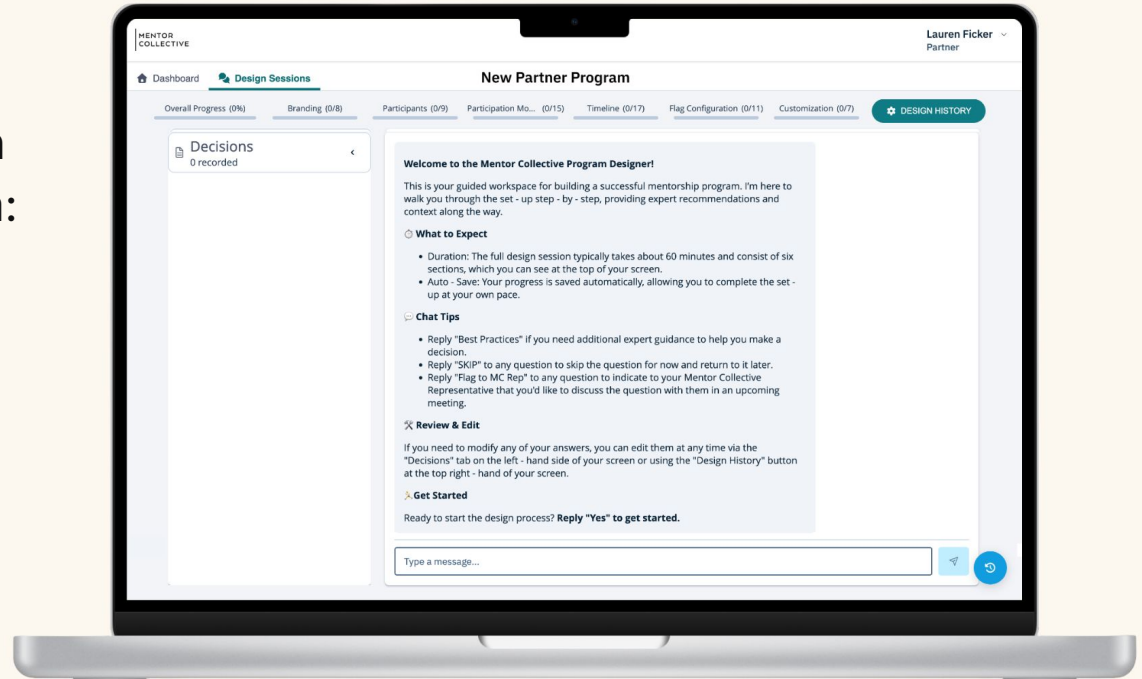 MENTOR
COLLECTIVE
Lauren Ficker
Partner
Dashboard
Design Sessions
New Partner Program
Overall Progress (0%)
Branding (0/8)
Participants (0/9)
Participation Mo... (0/15)
Timeline (0/17)
Flag Configuration (0/11)
Customization (0/7)
DESIGN HISTORY
Decisions
0 recorded
Welcome to the Mentor Collective Program Designer!
This is your guided workspace for building a successful mentorship program. I'm here to
walk you through the set - up step - by - step, providing expert recommendations and
context along the way.
What to Expect
• Duration: The full design session typically takes about 60 minutes and consist of six
sections, which you can see at the top of your screen.
• Auto - Save: Your progress is saved automatically, allowing you to complete the set -
up at your own pace.
Chat Tips
• Reply "Best Practices" if you need additional expert guidance to help you make a
decision.
• Reply "SKIP" to any question to skip the question for now and return to it later.
• Reply "Flag to MC Rep" to any question to indicate to your Mentor Collective
Representative that you'd like to discuss the question with them in an upcoming
meeting.
Review & Edit
If you need to modify any of your answers, you can edit them at any time via the
"Decisions" tab on the left - hand side of your screen or using the "Design History" button
at the top right - hand of your screen.
Get Started
Ready to start the design process? Reply "Yes" to get started.
Type a message...